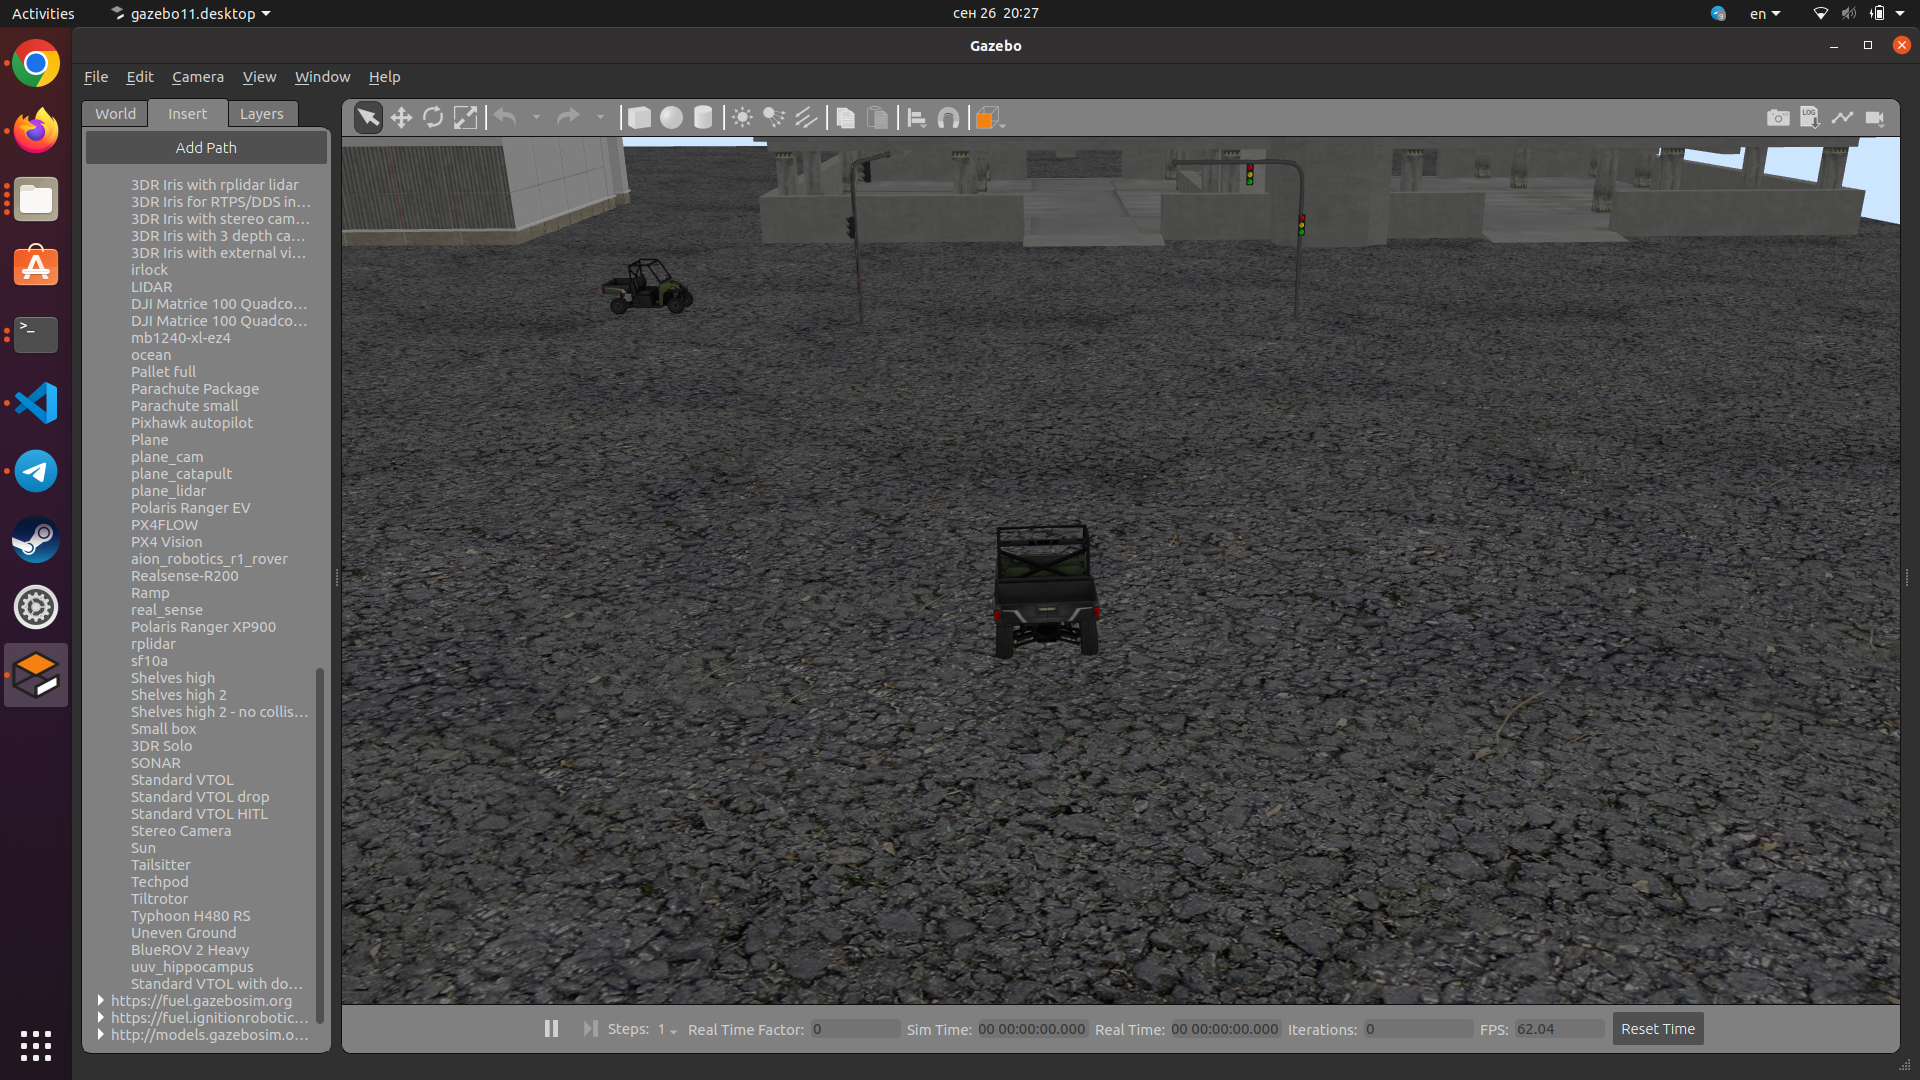 Activities
gazebo11.desktop
сен 26 20:27
en
Gazebo
File Edit Camera View Window Help
World Insert Layers
Add Path
3DR Iris with rplidar lidar
3DR Iris for RTPS/DDS in...
3DR Iris with stereo cam...
3DR Iris with 3 depth ca...
3DR Iris with external vi...
irlock
LIDAR
DJI Matrice 100 Quadco...
DJI Matrice 100 Quadco...
mb1240-xl-ez4
ocean
Pallet full
Parachute Package
Parachute small
Pixhawk autopilot
Plane
plane_cam
plane_catapult
plane_lidar
Polaris Ranger EV
PX4FLOW
PX4 Vision
aion_robotics_r1_rover
Realsense-R200
Ramp
real_sense
Polaris Ranger XP900
rplidar
sf10a
Shelves high
Shelves high 2
Shelves high 2 - no collis...
Small box
3DR Solo
SONAR
Standard VTOL
Standard VTOL drop
Standard VTOL HITL
Stereo Camera
Sun
Tailsitter
Techpod
Tiltrotor
Typhoon H480 RS
Uneven Ground
BlueROV 2 Heavy
uuv_hippocampus
Standard VTOL with do...
https://fuel.gazebosim.org
https://fuel.ignitionrobotic...
http://models.gazebosim.o...
LOG
Steps: 1 Real Time Factor: 0 Sim Time: 00 00:00:00.000 Real Time: 00 00:00:00.000 Iterations: 0 FPS: 62.04 Reset Time